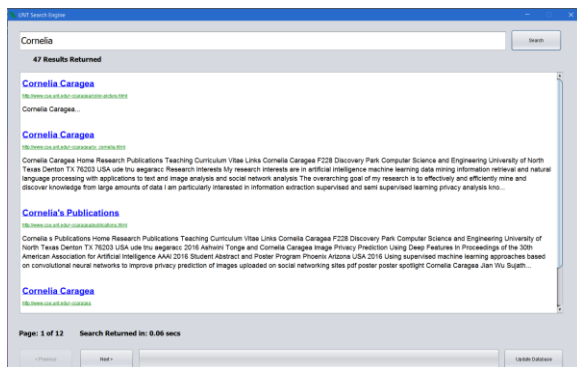 UNT Search Engine
Cornelia
Search
47 Results Returned
Cornelia Caragea
Cornelia Caragea...
Cornelia Caragea
Cornelia Caragea Home Research Publications Teaching Curriculum Vitae Links Cornelia Caragea F228 Discovery Park Computer Science and Engineering University of North
Texas Denton TX 76203 USA ude tnu aegaracc Research Interests My research interests are in artificial intelligence machine learning data mining information retrieval and natural
language processing with applications to text and image analysis and social network analysis The overarching goal of my research is to effectively and efficiently mine and
discover knowledge from large amounts of data I am particularly interested in information extraction supervised and semi supervised learning privacy analysis kno...
Cornelia's Publications
Cornelia s Publications Home Research Publications Teaching Curriculum Vitae Links Cornelia Caragea F228 Discovery Park Computer Science and Engineering University of
North Texas Denton TX 76203 USA ude tnu aegaracc 2016 Ashwini Tonge and Cornelia Caragea Image Privacy Prediction Using Deep Features In Proceedings of the 30th
American Association for Artificial Intelligence AAAI 2016 Student Abstract and Poster Program Phoenix Arizona USA 2016 Using supervised machine learning approaches based
on convolutional neural networks to improve privacy prediction of images uploaded on social networking sites pdf poster poster spotlight Cornelia Caragea Jian Wu Sujath...
Cornelia Caragea
http://www.cse.unt.edu/~ccaragea
Page: 1 of 12 Search Returned in: 0.06 secs
< Previous Next > Update Database